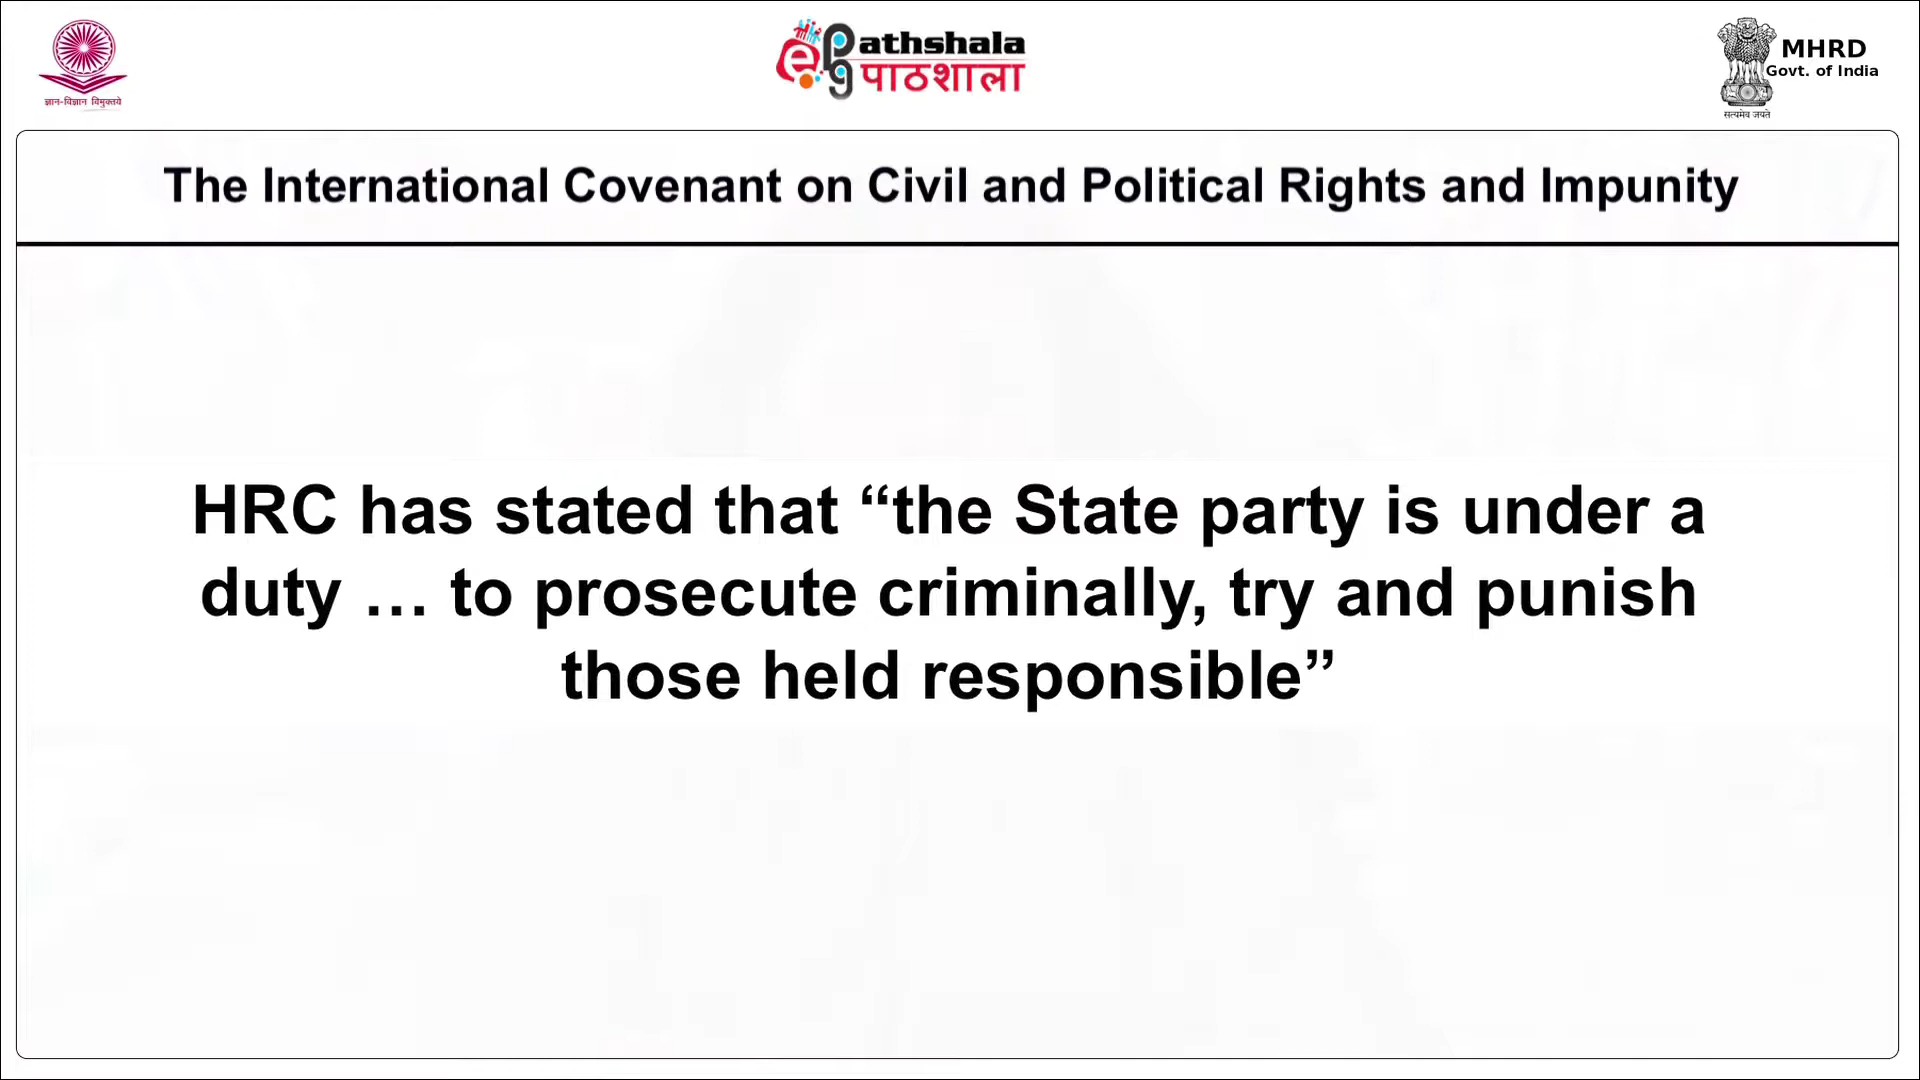 ज्ञान-विज्ञान विमुक्तये
epgathshala
पाठशाला
MHRD
Govt. of India
सत्यमेव जयते
The International Covenant on Civil and Political Rights and Impunity
HRC has stated that “the State party is under a
duty … to prosecute criminally, try and punish
those held responsible”